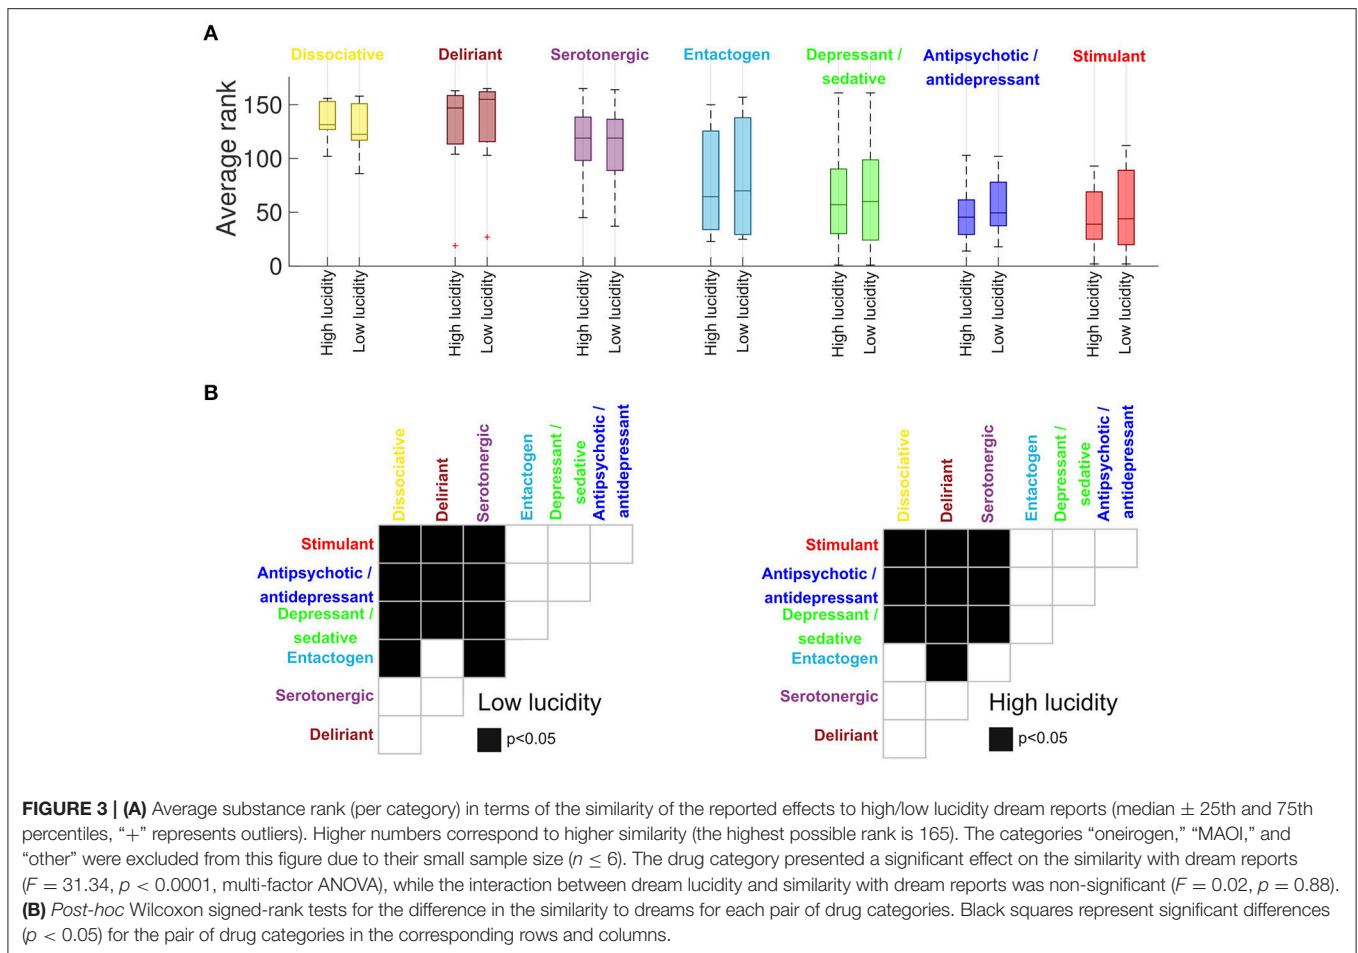 A
Dissociative
Deliriant
Serotonergic
Entactogen
Depressant /
sedative
Antipsychotic /
antidepressant
Stimulant
Average rank
150
100
50
0
High lucidity
Low lucidity
High lucidity
Low lucidity
High lucidity
Low lucidity
High lucidity
Low lucidity
High lucidity
Low lucidity
High lucidity
Low lucidity
High lucidity
Low lucidity
B
Dissociative
Deliriant
Serotonergic
Entactogen
Depressant /
sedative
Antipsychotic /
antidepressant
Stimulant
Antipsychotic /
antidepressant
Depressant /
sedative
Entactogen
Serotonergic
Deliriant
Low lucidity
p<0.05
Dissociative
Deliriant
Serotonergic
Entactogen
Depressant /
sedative
Antipsychotic /
antidepressant
Stimulant
Antipsychotic /
antidepressant
Depressant /
sedative
Entactogen
Serotonergic
Deliriant
High lucidity
p<0.05
FIGURE 3 | (A) Average substance rank (per category) in terms of the similarity of the reported effects to high/low lucidity dream reports (median ± 25th and 75th
percentiles, “+” represents outliers). Higher numbers correspond to higher similarity (the highest possible rank is 165). The categories “oneirogen,” “MAOI,” and
“other” were excluded from this figure due to their small sample size (n ≤ 6). The drug category presented a significant effect on the similarity with dream reports
(F = 31.34, p < 0.0001, multi-factor ANOVA), while the interaction between dream lucidity and similarity with dream reports was non-significant (F = 0.02, p = 0.88).
(B) Post-hoc Wilcoxon signed-rank tests for the difference in the similarity to dreams for each pair of drug categories. Black squares represent significant differences
(p < 0.05) for the pair of drug categories in the corresponding rows and columns.